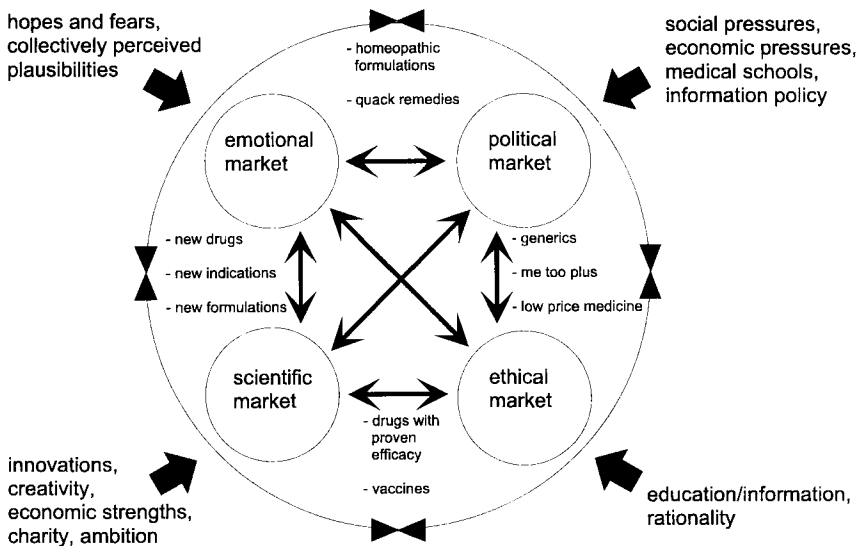 hopes and fears,
collectively perceived
plausibilities
social pressures,
economic pressures,
medical schools,
information policy
- homeopathic
formulations
- quack remedies
emotional
market
political
market
- new drugs
- new indications
- new formulations
- generics
- me too plus
- low price medicine
scientific
market
ethical
market
- drugs with
proven
efficacy
- vaccines
innovations,
creativity,
economic strengths,
charity, ambition
education/information,
rationality